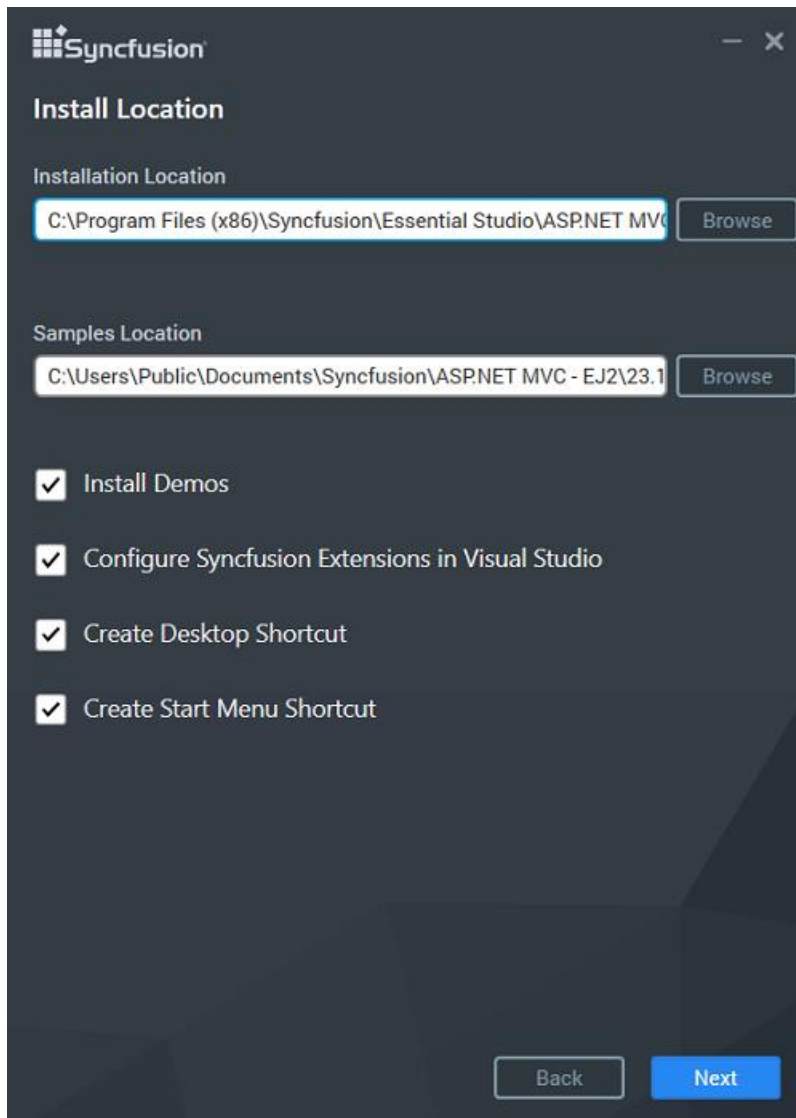 Syncfusion
Install Location
Installation Location
C:\Program Files (x86)\Syncfusion\Essential Studio\ASP.NET MVC
Browse
Samples Location
C:\Users\Public\Documents\Syncfusion\ASP.NET MVC - EJ2\23.1
Browse
Install Demos
Configure Syncfusion Extensions in Visual Studio
Create Desktop Shortcut
Create Start Menu Shortcut
Back
Next